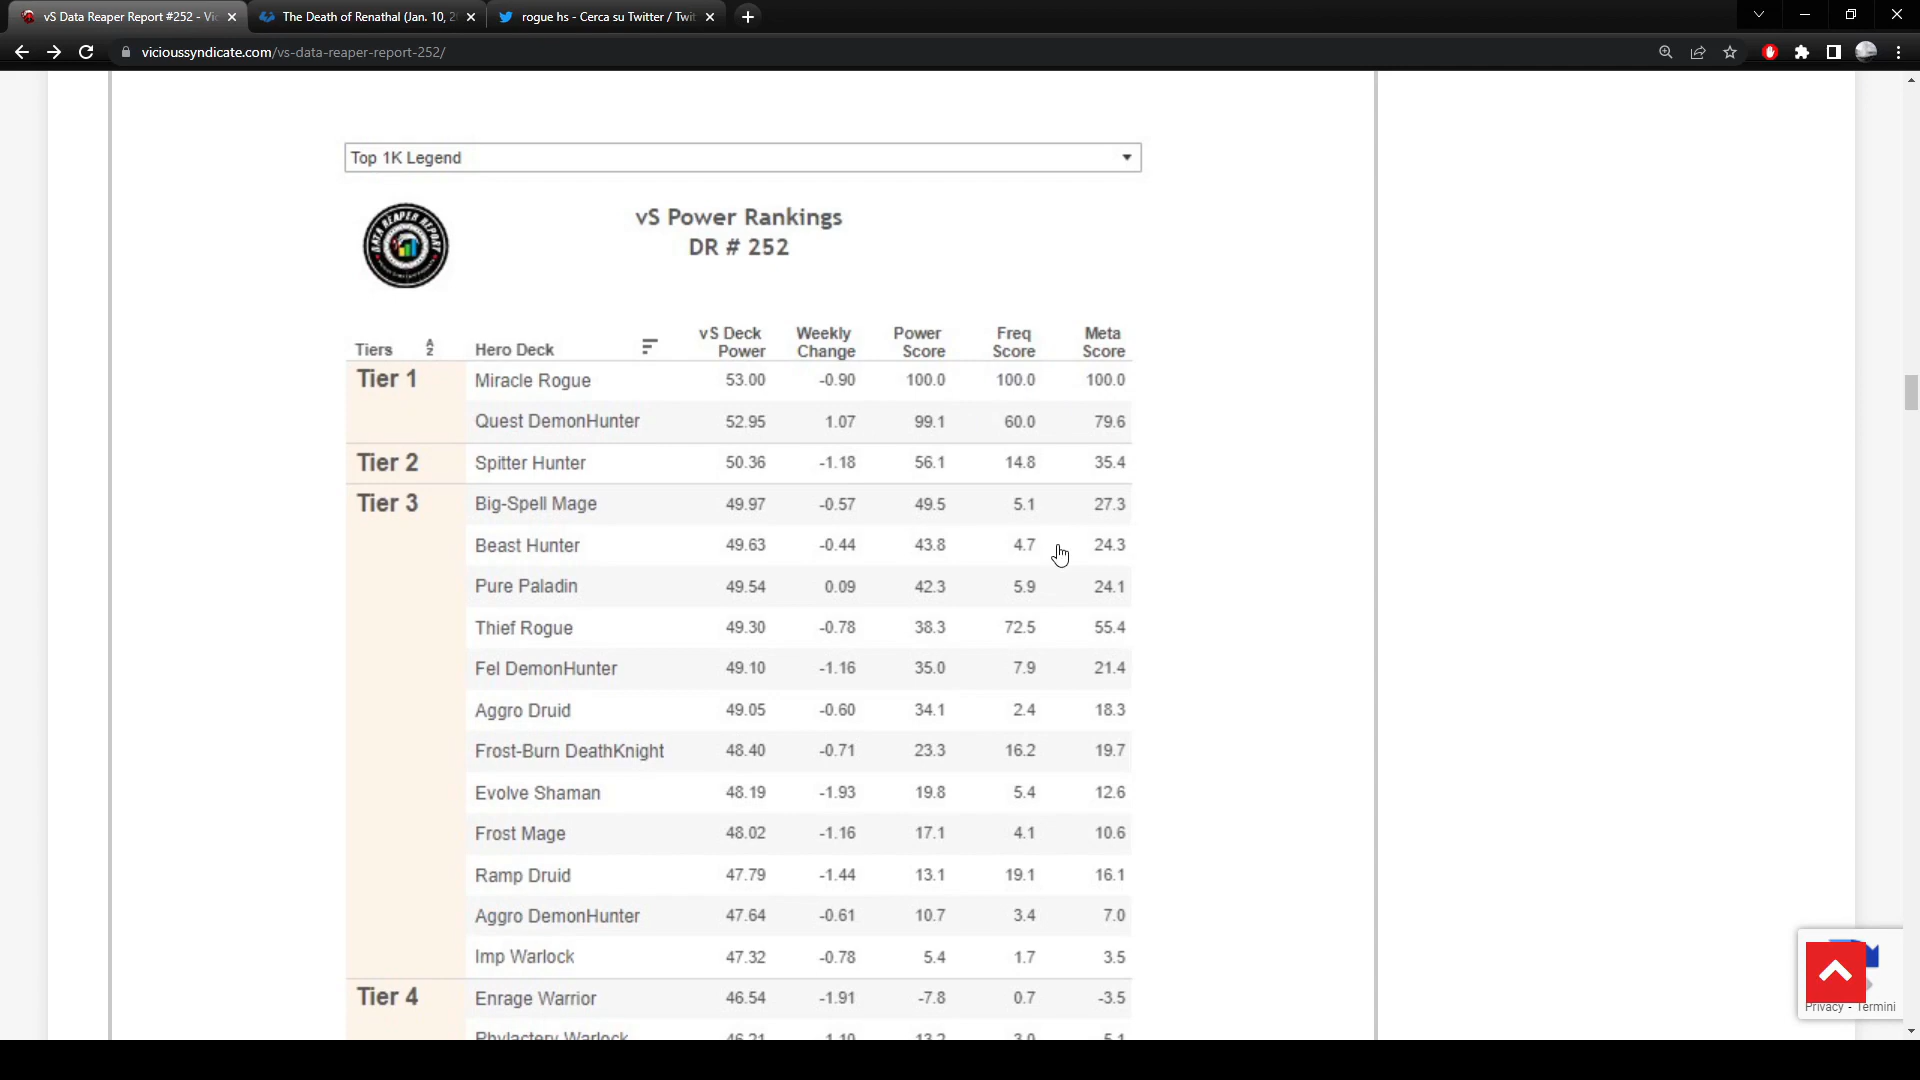 vS Data Reaper Report #252 - Vic
The Death of Renathal (Jan. 10, 2
rogue hs - Cerca su Twitter / Twit
vicioussyndicate.com/vs-data-reaper-report-252/
Top 1K Legend
DATA REAPER REPORT
vS Power Rankings
DR # 252
Tiers A Z Hero Deck vS Deck Power Weekly Change Power Score Freq Score Meta Score
Tier 1 Miracle Rogue 53.00 -0.90 100.0 100.0 100.0
Quest DemonHunter 52.95 1.07 99.1 60.0 79.6
Tier 2 Spitter Hunter 50.36 -1.18 56.1 14.8 35.4
Tier 3 Big-Spell Mage 49.97 -0.57 49.5 5.1 27.3
Beast Hunter 49.63 -0.44 43.8 4.7 24.3
Pure Paladin 49.54 0.09 42.3 5.9 24.1
Thief Rogue 49.30 -0.78 38.3 72.5 55.4
Fel DemonHunter 49.10 -1.16 35.0 7.9 21.4
Aggro Druid 49.05 -0.60 34.1 2.4 18.3
Frost-Burn DeathKnight 48.40 -0.71 23.3 16.2 19.7
Evolve Shaman 48.19 -1.93 19.8 5.4 12.6
Frost Mage 48.02 -1.16 17.1 4.1 10.6
Ramp Druid 47.79 -1.44 13.1 19.1 16.1
Aggro DemonHunter 47.64 -0.61 10.7 3.4 7.0
Imp Warlock 47.32 -0.78 5.4 1.7 3.5
Tier 4 Enrage Warrior 46.54 -1.91 -7.8 0.7 -3.5
Phylactery Warlock
Privacy - Termini